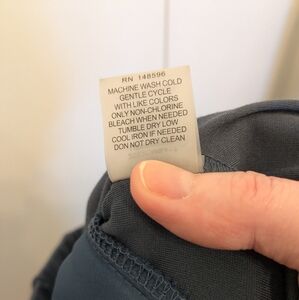 RN 148596
MACHINE WASH COLD
GENTLE CYCLE
WITH LIKE COLORS
ONLY NON-CHLORINE
BLEACH WHEN NEEDED
TUMBLE DRY LOW
COOL IRON IF NEEDED
DON NOT DRY CLEAN